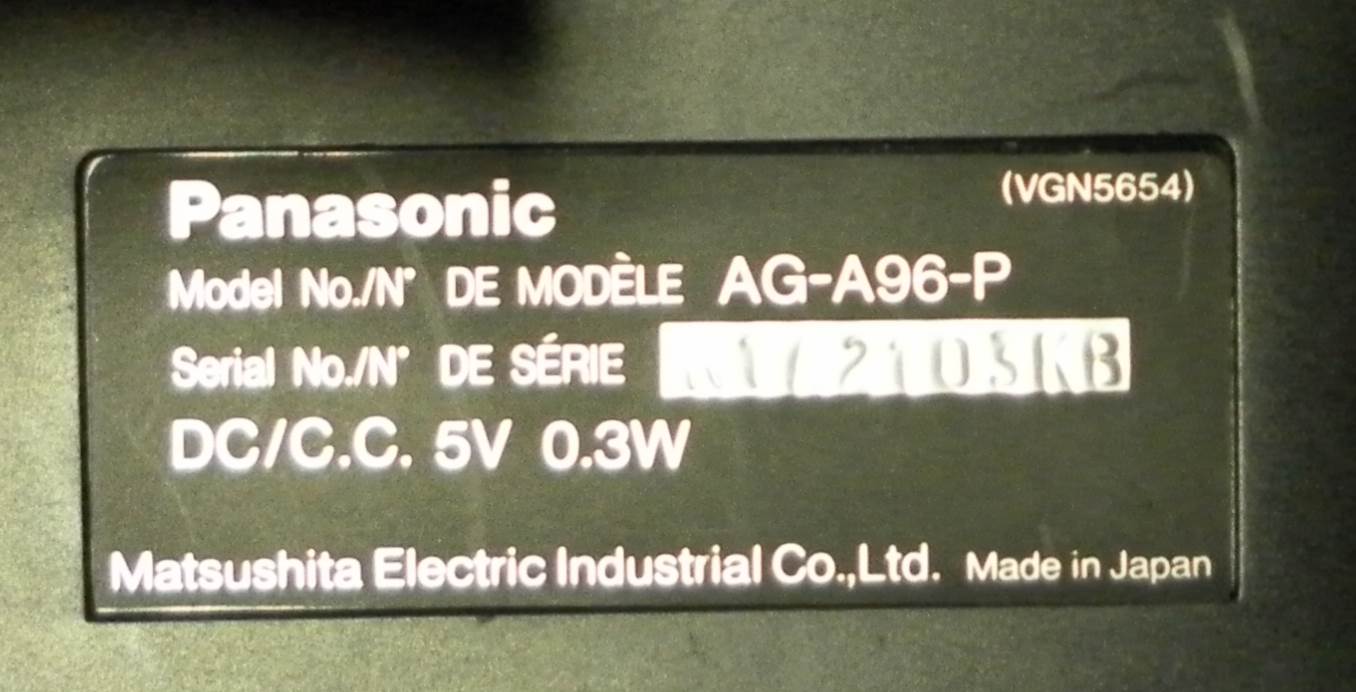 Panasonic (VGN5654)
Model No./N° DE MODÈLE AG-A96-P
Serial No./N° DE SÉRIE
DC/C.C. 5V 0.3W
Matsushita Electric Industrial Co.,Ltd. Made in Japan